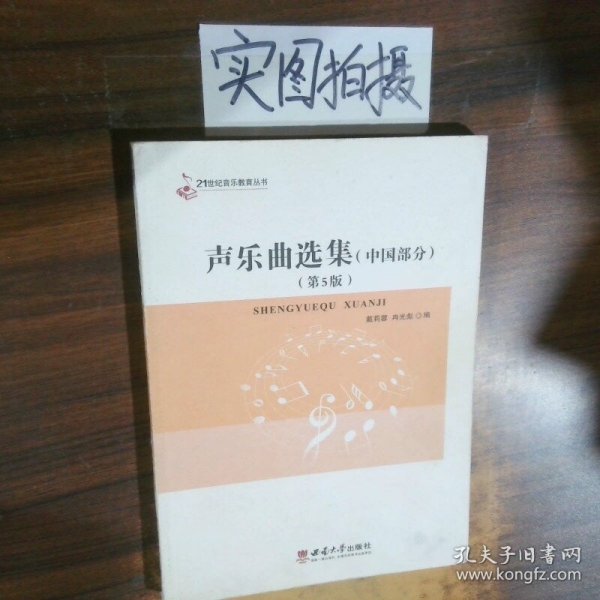 实图拍摄
21世纪音乐教育丛书
声乐曲选集(中国部分)
(第5版)
SHENGYUEQU XUANJI
戴莉蓉 冉光彪◎编
西南大学出版社
孔夫子旧书网
www.kongfz.com